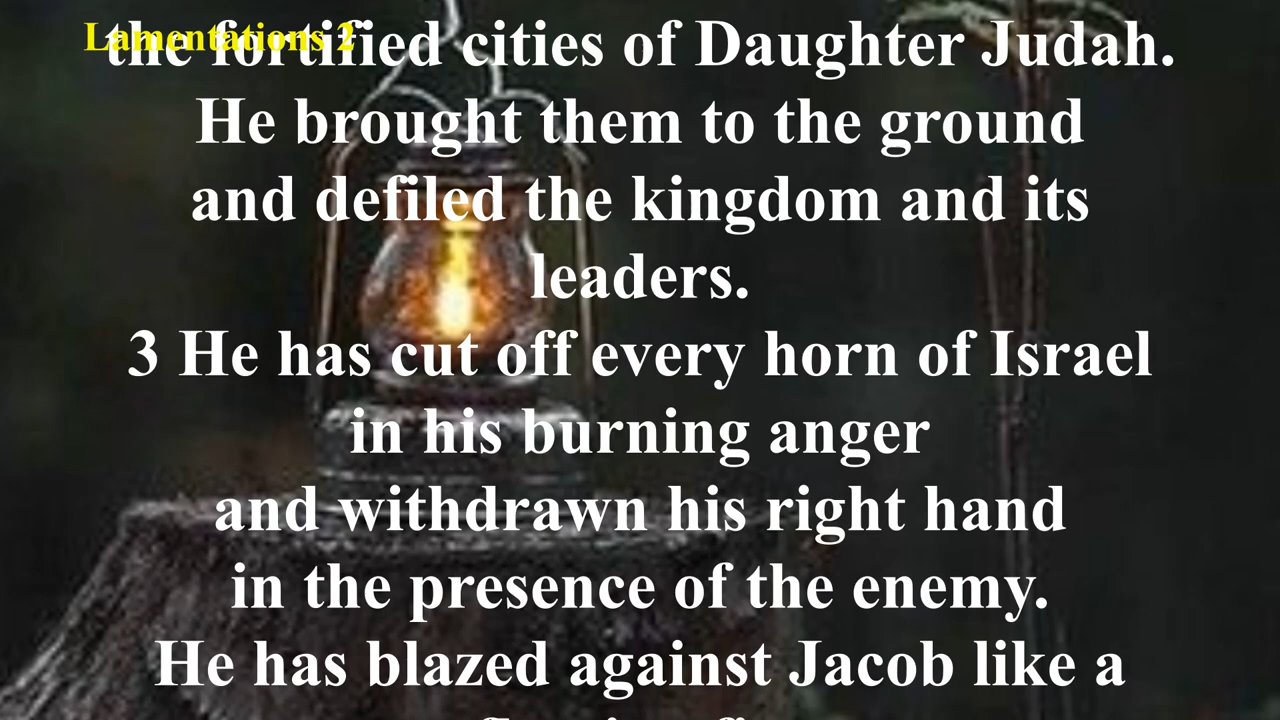 Lamentations 2
the fortified cities of Daughter Judah.
He brought them to the ground
and defiled the kingdom and its
leaders.
3 He has cut off every horn of Israel
in his burning anger
and withdrawn his right hand
in the presence of the enemy.
He has blazed against Jacob like a